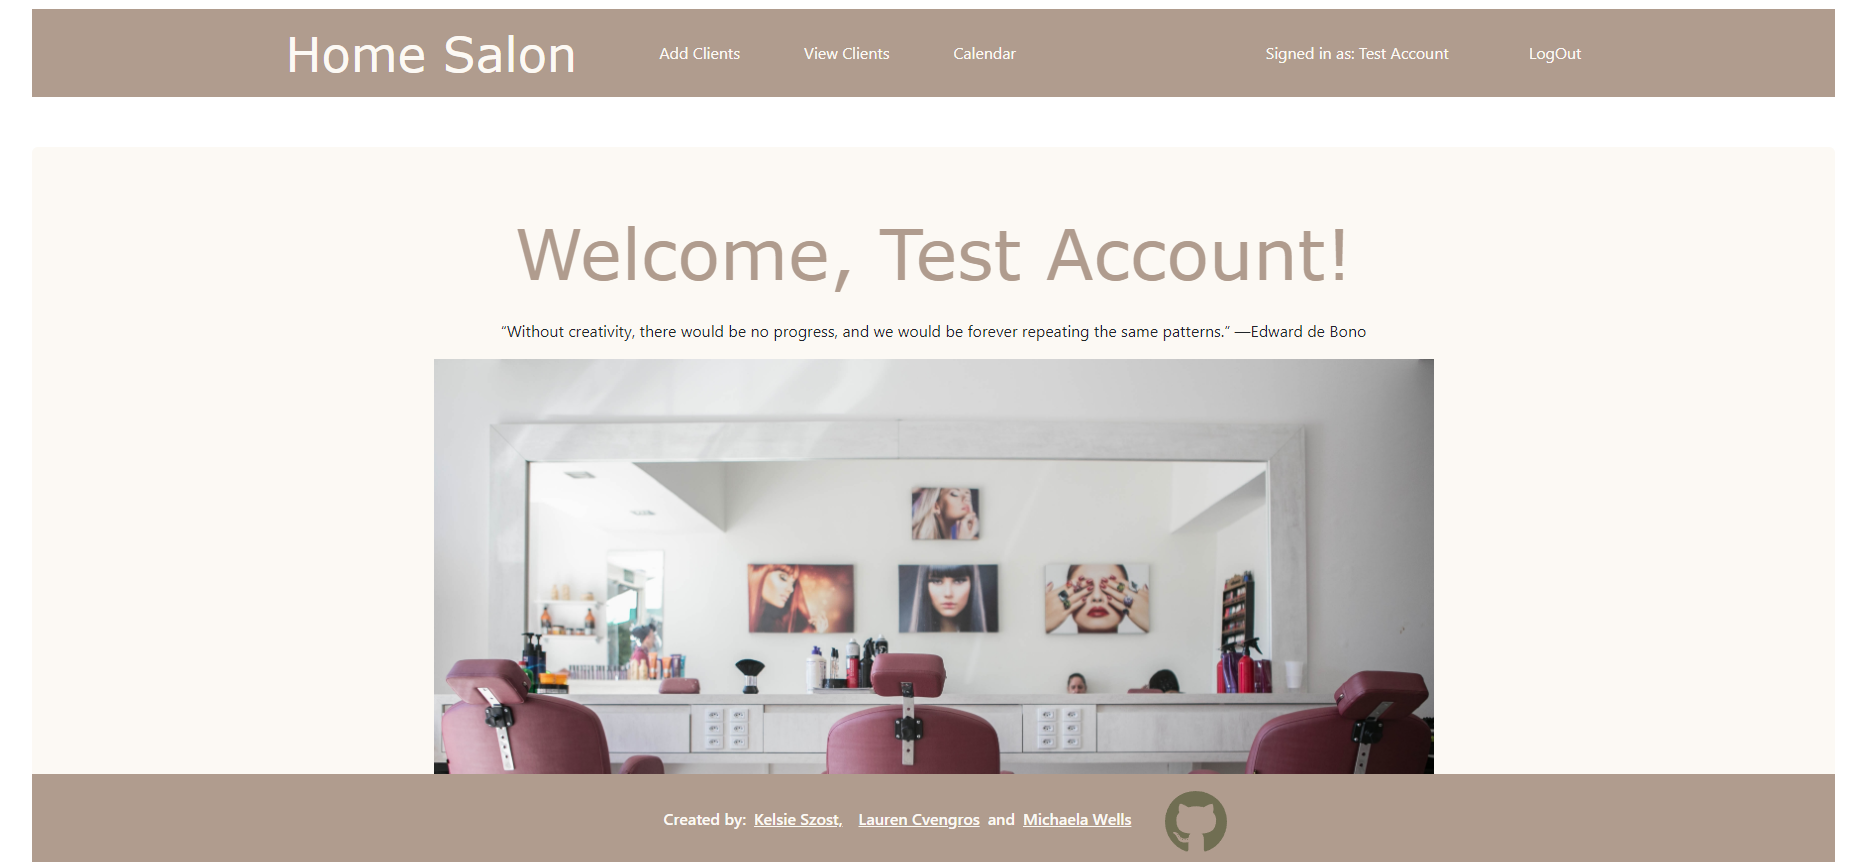 Home Salon
Add Clients
View Clients
Calendar
Signed in as: Test Account
LogOut
Welcome, Test Account!
“Without creativity, there would be no progress, and we would be forever repeating the same patterns.” —Edward de Bono
Created by: Kelsie Szost, Lauren Cvengros and Michaela Wells